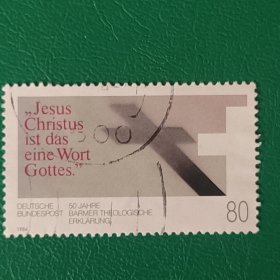 „Jesus
Christus
ist das
eine Wort
Gottes."
DEUTSCHE
BUNDESPOST
50 JAHRE
BARMER THEOLOGISCHE
ERKLÄRUNG
80
1984